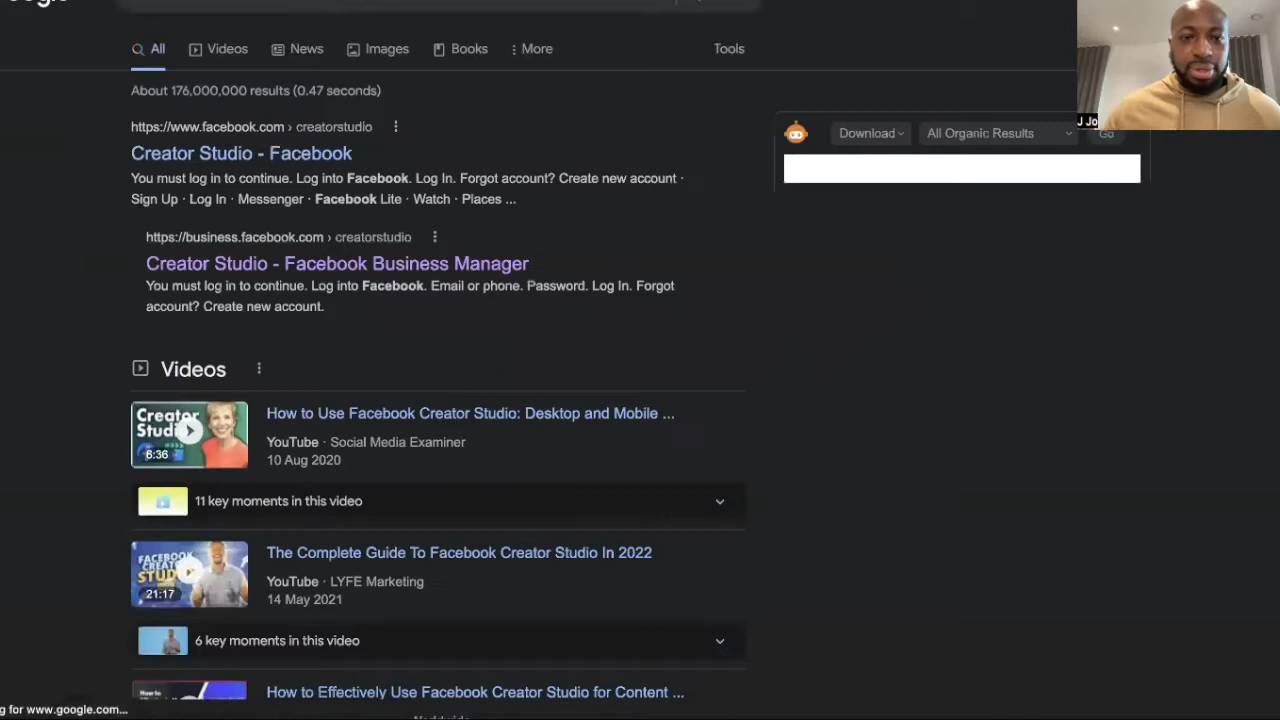 All
Videos
News
Images
Books
More
Tools
About 176,000,000 results (0.47 seconds)
https://www.facebook.com › creatorstudio
Creator Studio - Facebook
You must log in to continue. Log into Facebook. Log In. Forgot account? Create new account ·
Sign Up · Log In · Messenger · Facebook Lite · Watch · Places ...
https://business.facebook.com › creatorstudio
Creator Studio - Facebook Business Manager
You must log in to continue. Log into Facebook. Email or phone. Password. Log In. Forgot
account? Create new account.
Videos
Creator
Studio
6:36
How to Use Facebook Creator Studio: Desktop and Mobile ...
YouTube · Social Media Examiner
10 Aug 2020
11 key moments in this video
FACEBOOK
CREATOR
STUDIO
21:17
The Complete Guide To Facebook Creator Studio In 2022
YouTube · LYFE Marketing
14 May 2021
6 key moments in this video
How to
How to Effectively Use Facebook Creator Studio for Content ...
g for www.google.com...
J Jo
Download
All Organic Results
Go